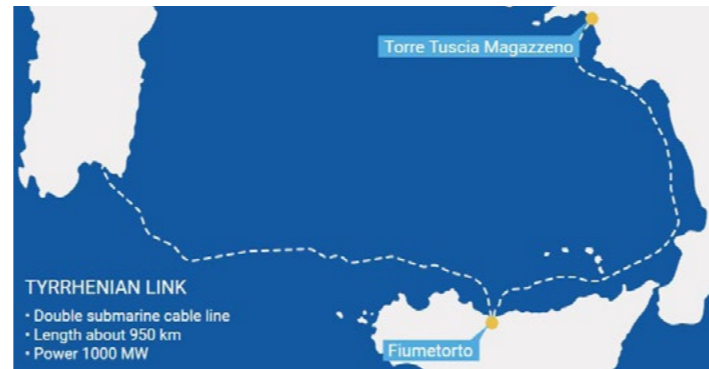 Torre Tuscia Magazzeno
TYRRHENIAN LINK
• Double submarine cable line
• Length about 950 km
• Power 1000 MW
Fiumetorto